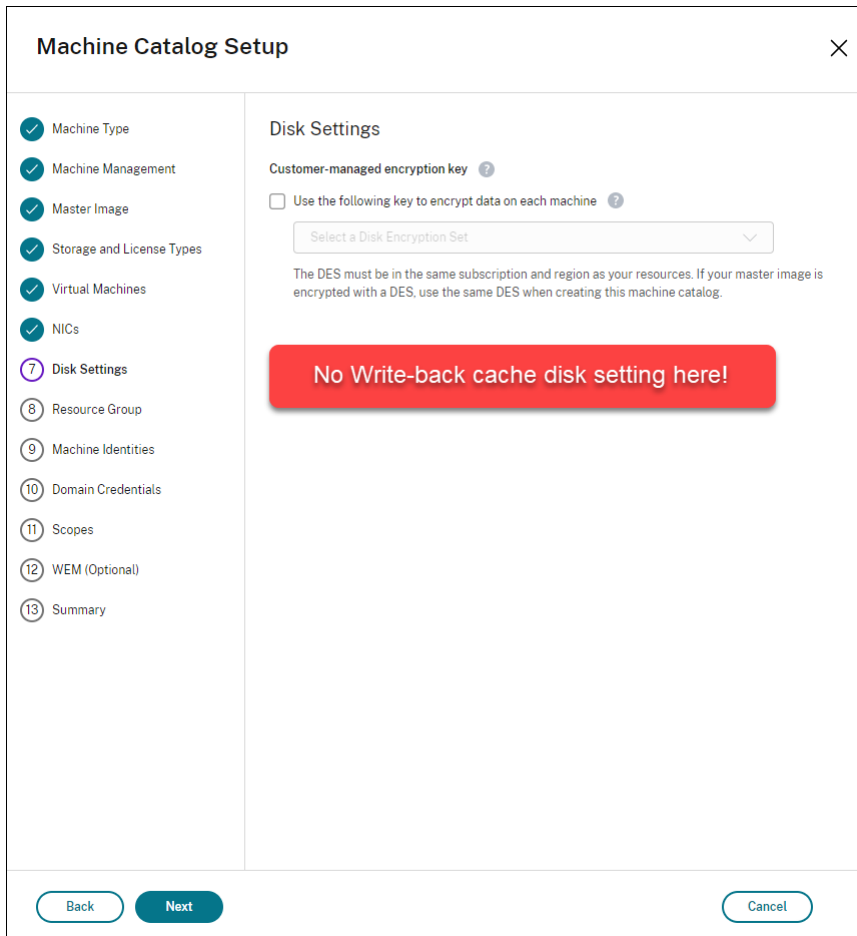 Machine Catalog Setup
Machine Type
Machine Management
Master Image
Storage and License Types
Virtual Machines
NICs
7 Disk Settings
8 Resource Group
9 Machine Identities
10 Domain Credentials
11 Scopes
12 WEM (Optional)
13 Summary
Disk Settings
Customer-managed encryption key ?
Use the following key to encrypt data on each machine ?
Select a Disk Encryption Set
The DES must be in the same subscription and region as your resources. If your master image is
encrypted with a DES, use the same DES when creating this machine catalog.
No Write-back cache disk setting here!
Back
Next
Cancel